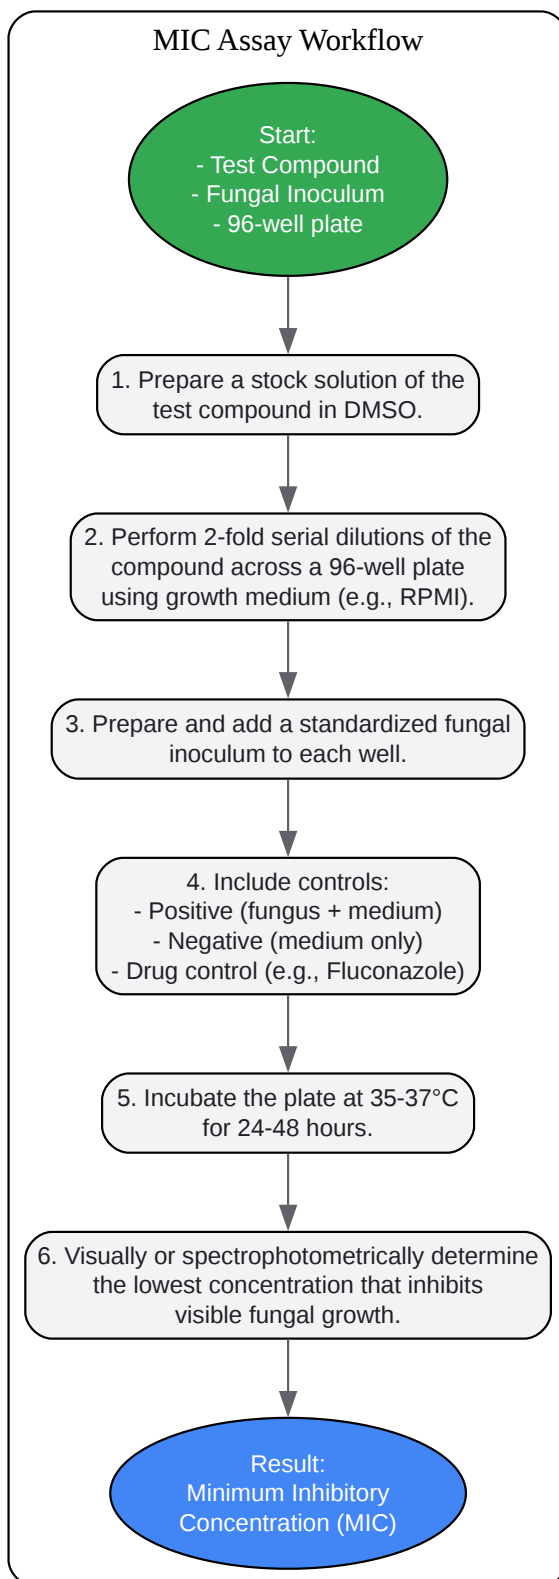 MIC Assay Workflow
Start:
- Test Compound
- Fungal Inoculum
- 96-well plate
1. Prepare a stock solution of the
test compound in DMSO.
2. Perform 2-fold serial dilutions of the
compound across a 96-well plate
using growth medium (e.g., RPMI).
3. Prepare and add a standardized fungal
inoculum to each well.
4. Include controls:
- Positive (fungus + medium)
- Negative (medium only)
- Drug control (e.g., Fluconazole)
5. Incubate the plate at 35-37°C
for 24-48 hours.
6. Visually or spectrophotometrically determine
the lowest concentration that inhibits
visible fungal growth.
Result:
Minimum Inhibitory
Concentration (MIC)